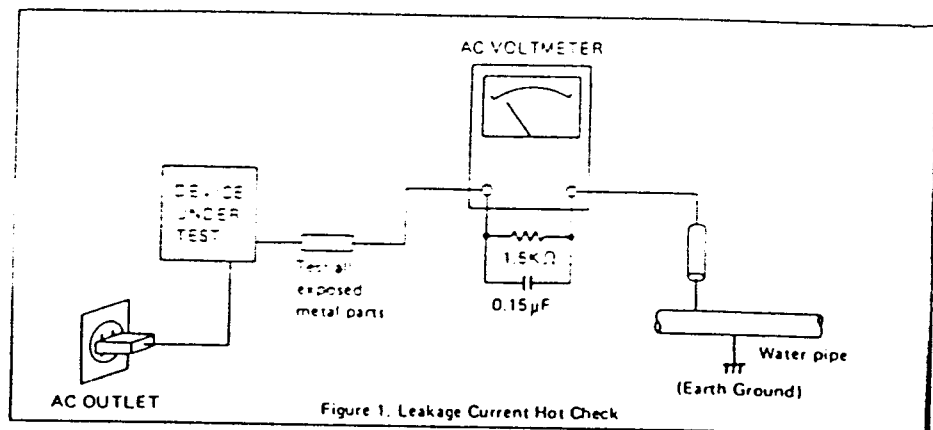 AC VOLTMETER
DEVICE
UNDER
TEST
Test all
exposed
metal parts
1.5KΩ
0.15μF
Water pipe
(Earth Ground)
AC OUTLET
Figure 1. Leakage Current Hot Check